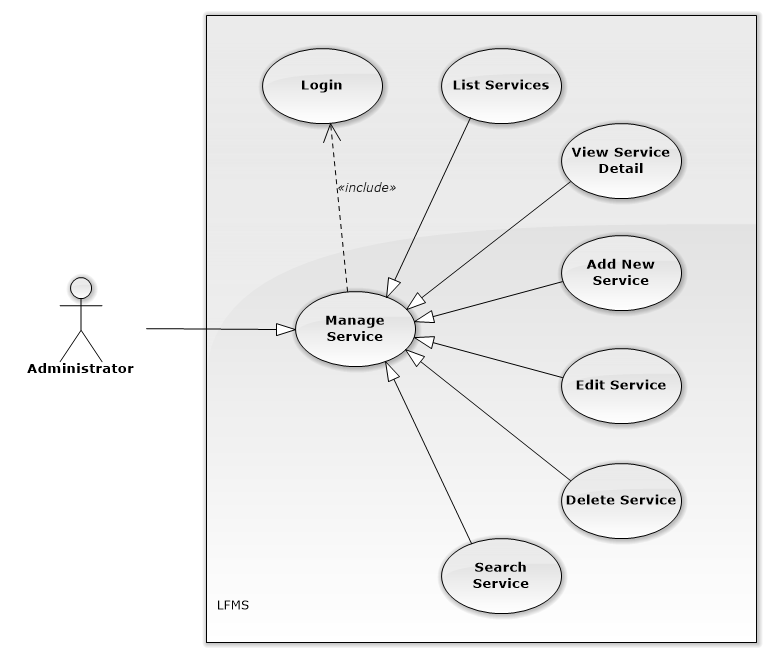 Login
List Services
View Service
Detail
«include»
Add New
Service
Manage
Service
Administrator
Edit Service
Delete Service
Search
Service
LFMS